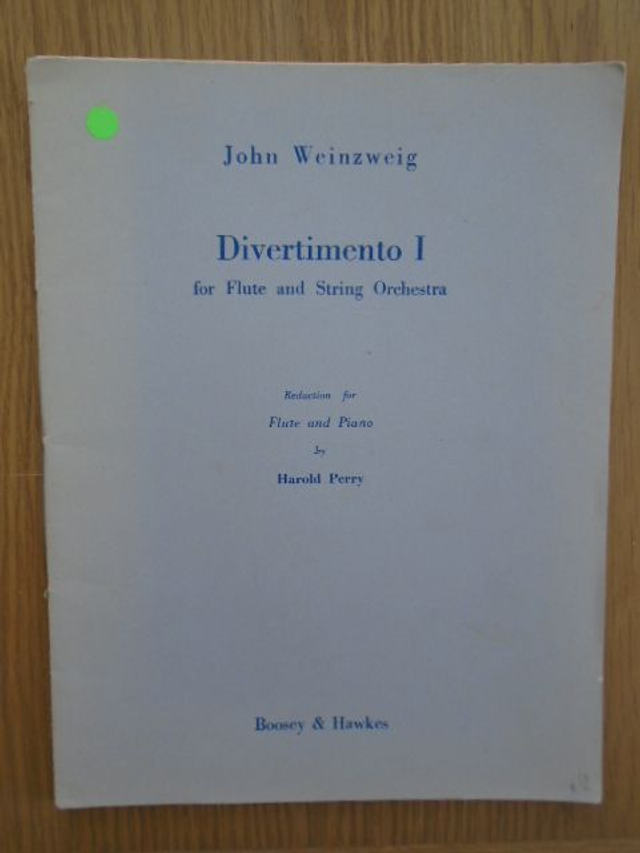 John Weinzweig
Divertimento I
for Flute and String Orchestra
Reduction for
Flute and Piano
by
Harold Perry
Boosey & Hawkes